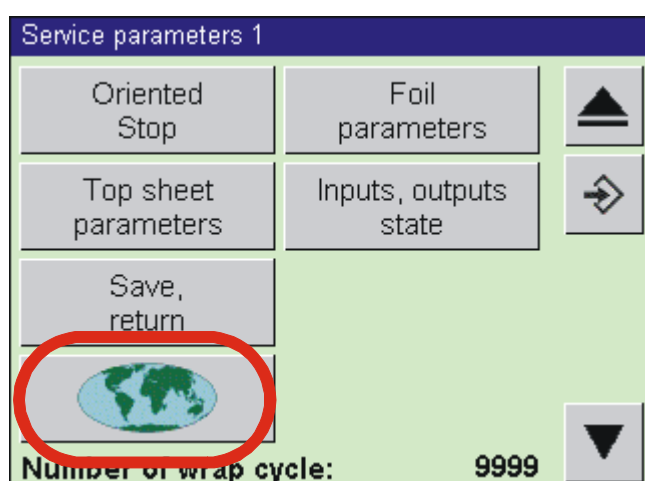 Service parameters 1
Oriented
Stop
Foil
parameters
Top sheet
parameters
Inputs, outputs
state
Save,
return
Number of wrap cycle: 9999